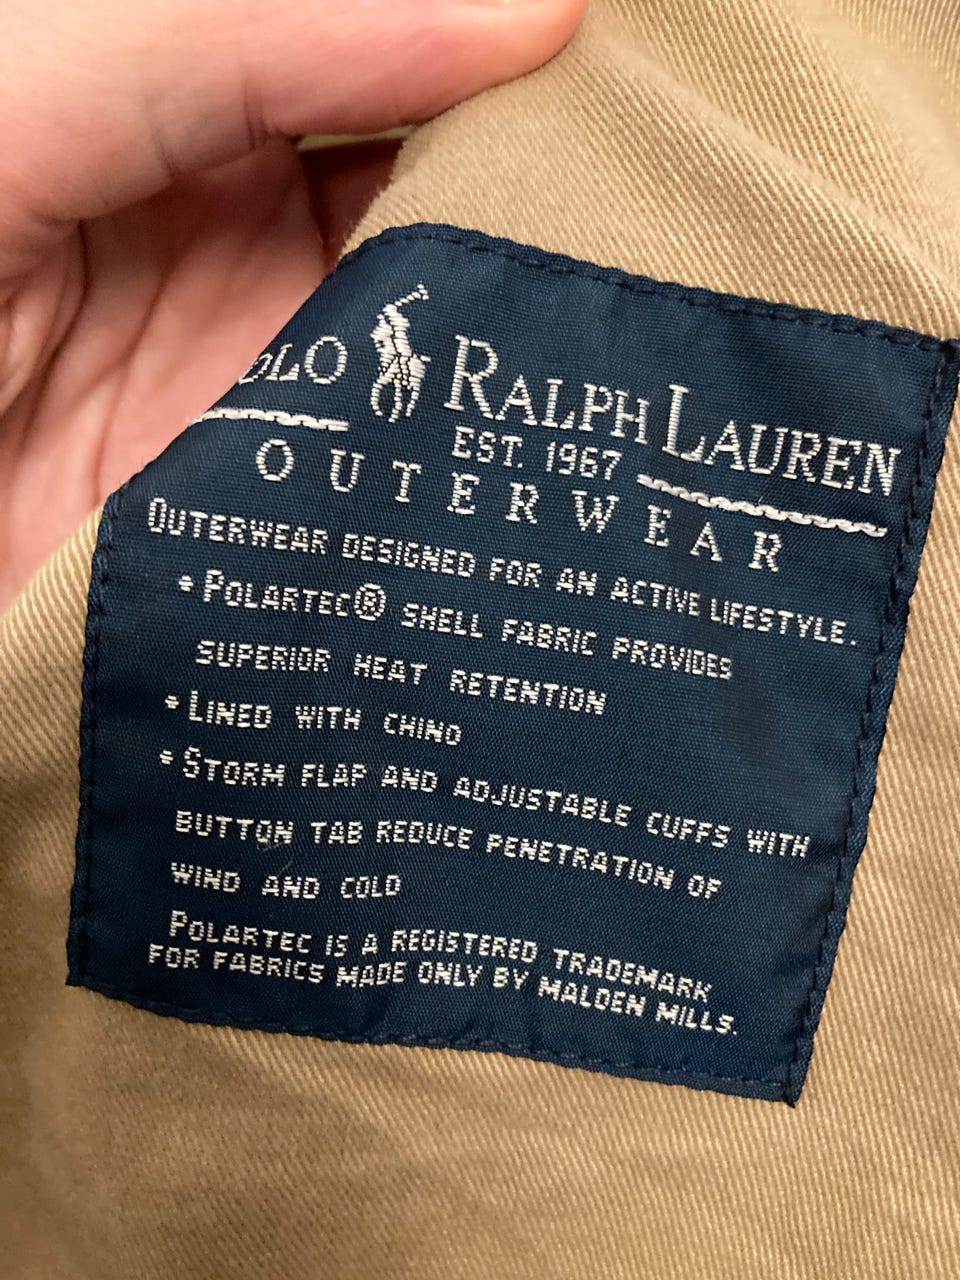 POLO RALPH LAUREN
EST. 1967
OUTERWEAR
OUTERWEAR DESIGNED FOR AN ACTIVE LIFESTYLE.
• POLARTEC® SHELL FABRIC PROVIDES
SUPERIOR HEAT RETENTION
• LINED WITH CHINO
• STORM FLAP AND ADJUSTABLE CUFFS WITH
BUTTON TAB REDUCE PENETRATION OF
WIND AND COLD
POLARTEC IS A REGISTERED TRADEMARK
FOR FABRICS MADE ONLY BY MALDEN MILLS.